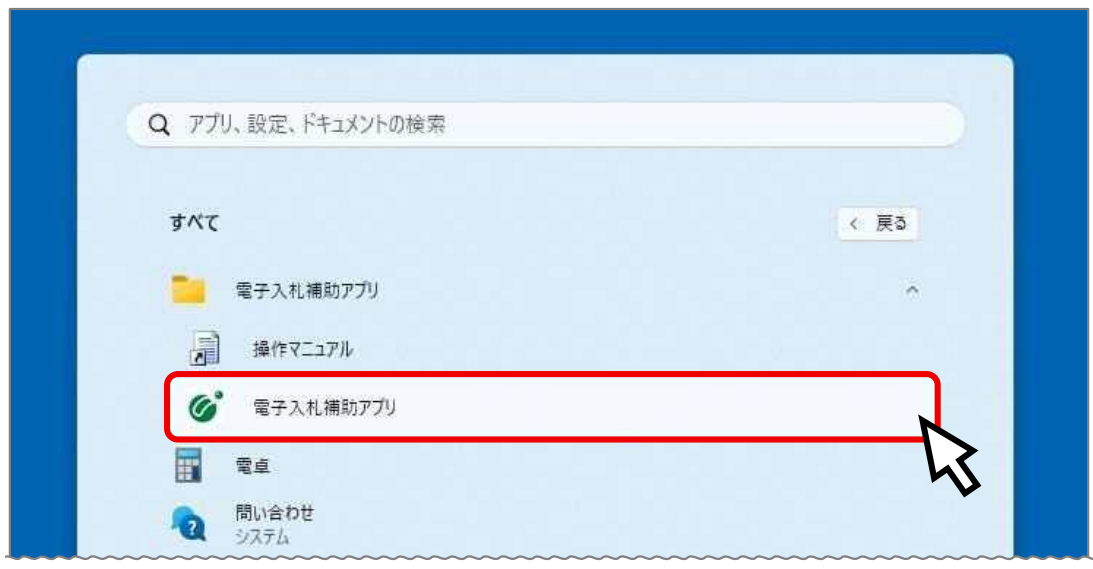 アプリ、設定、ドキュメントの検索
すべて
< 戻る
電子入札補助アプリ
操作マニュアル
電子入札補助アプリ
電卓
問い合わせ
システム